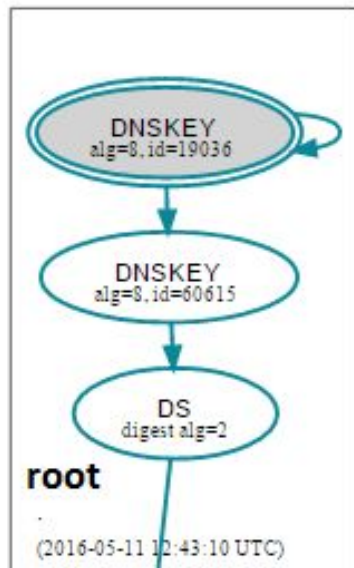 DNSKEY
alg=8, id=19036
DNSKEY
alg=8, id=60615
DS
digest alg=2
root
.
(2016-05-11 12:43:10 UTC)